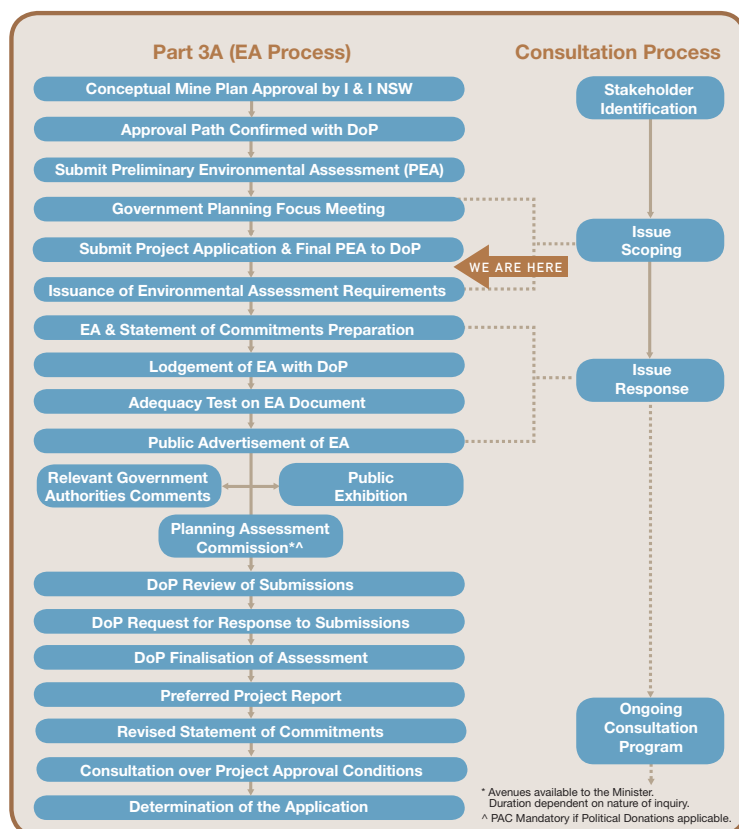 Part 3A (EA Process)
Conceptual Mine Plan Approval by I & I NSW
Approval Path Confirmed with DoP
Submit Preliminary Environmental Assessment (PEA)
Government Planning Focus Meeting
Submit Project Application & Final PEA to DoP
Issuance of Environmental Assessment Requirements
EA & Statement of Commitments Preparation
Lodgement of EA with DoP
Adequacy Test on EA Document
Public Advertisement of EA
Relevant Government
Authorities Comments
Public
Exhibition
Planning Assessment
Commission*^
DoP Review of Submissions
DoP Request for Response to Submissions
DoP Finalisation of Assessment
Preferred Project Report
Revised Statement of Commitments
Consultation over Project Approval Conditions
Determination of the Application
WE ARE HERE
Consultation Process
Stakeholder
Identification
Issue
Scoping
Issue
Response
Ongoing
Consultation
Program
* Avenues available to the Minister.
Duration dependent on nature of inquiry.
^ PAC Mandatory if Political Donations applicable.